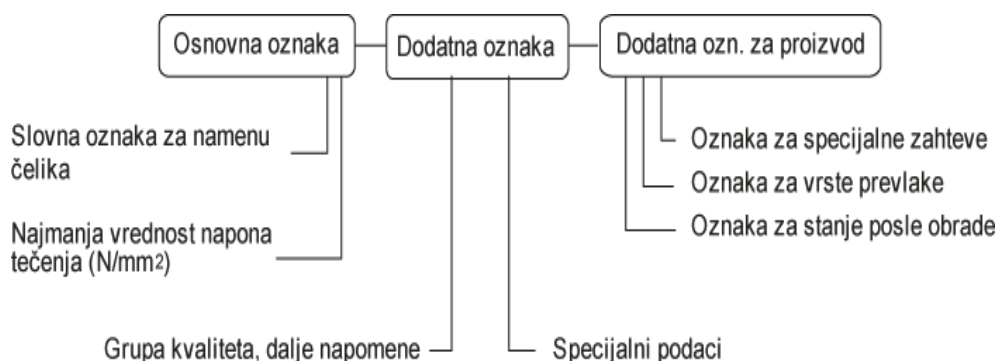 Osnovna oznaka
Dodatna oznaka
Dodatna ozn. za proizvod
Slovna oznaka za namenu
čelika
Oznaka za specijalne zahteve
Oznaka za vrste prevlake
Oznaka za stanje posle obrade
Najmanja vrednost napona
tečenja (N/mm2)
Grupa kvaliteta, dalje napomene
Specijalni podaci